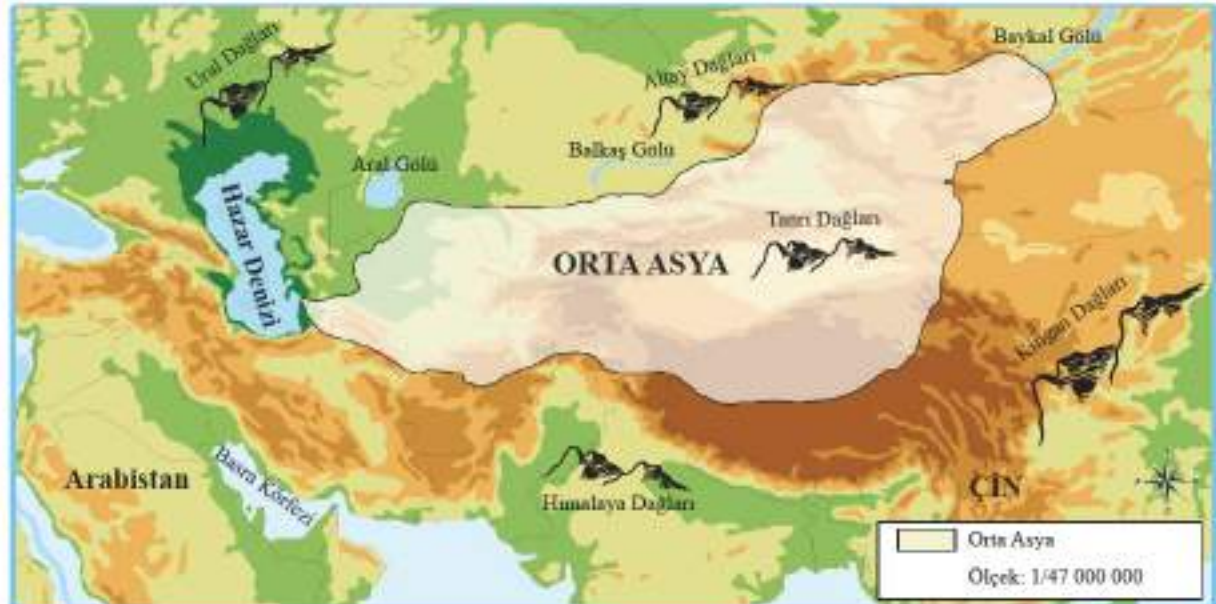 Baykal Gölü
Ural Dağları
Altay Dağları
Balkaş Gölü
Aral Gölü
Hazar Denizi
Tanrı Dağları
ORTA ASYA
Kingan Dağları
Arabistan
Basra Körfezi
Hımalaya Dağları
ÇİN
Orta Asya
Ölçek: 1/47 000 000